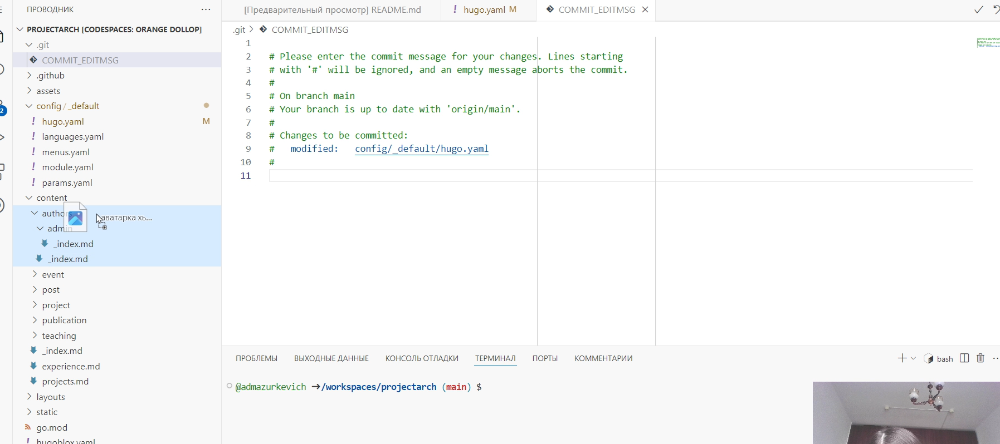 ПРОВОДНИК
PROJECTARCH [CODESPACES: ORANGE DOLLOP]
.git
COMMIT_EDITMSG
.github
assets
config / _default
hugo.yaml M
languages.yaml
menus.yaml
module.yaml
params.yaml
content
аватарка хь...
_index.md
_index.md
event
post
project
publication
teaching
_index.md
experience.md
projects.md
layouts
static
go.mod
hugoblox.yaml
2
[Предварительный просмотр] README.md
hugo.yaml M
COMMIT_EDITMSG
.git > COMMIT_EDITMSG
1
2 # Please enter the commit message for your changes. Lines starting
3 # with '#' will be ignored, and an empty message aborts the commit.
4 #
5 # On branch main
6 # Your branch is up to date with 'origin/main'.
7 #
8 # Changes to be committed:
9 # modified: config/_default/hugo.yaml
10 #
11
ПРОБЛЕМЫ ВЫХОДНЫЕ ДАННЫЕ КОНСОЛЬ ОТЛАДКИ ТЕРМИНАЛ ПОРТЫ КОММЕНТАРИИ
bash
@admazurkevich →/workspaces/projectarch (main) $